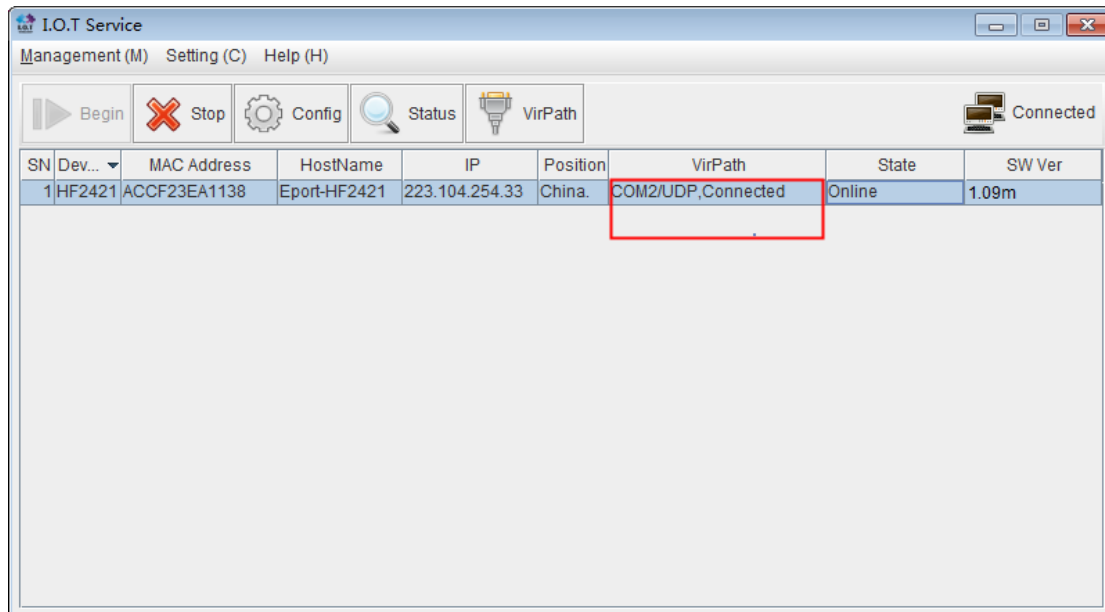 I.O.T Service
Management (M) Setting (C) Help (H)
Begin Stop Config Status VirPath Connected
SN Dev... MAC Address HostName IP Position VirPath State SW Ver
1 HF2421 ACCF23EA1138 Eport-HF2421 223.104.254.33 China. COM2/UDP,Connected Online 1.09m